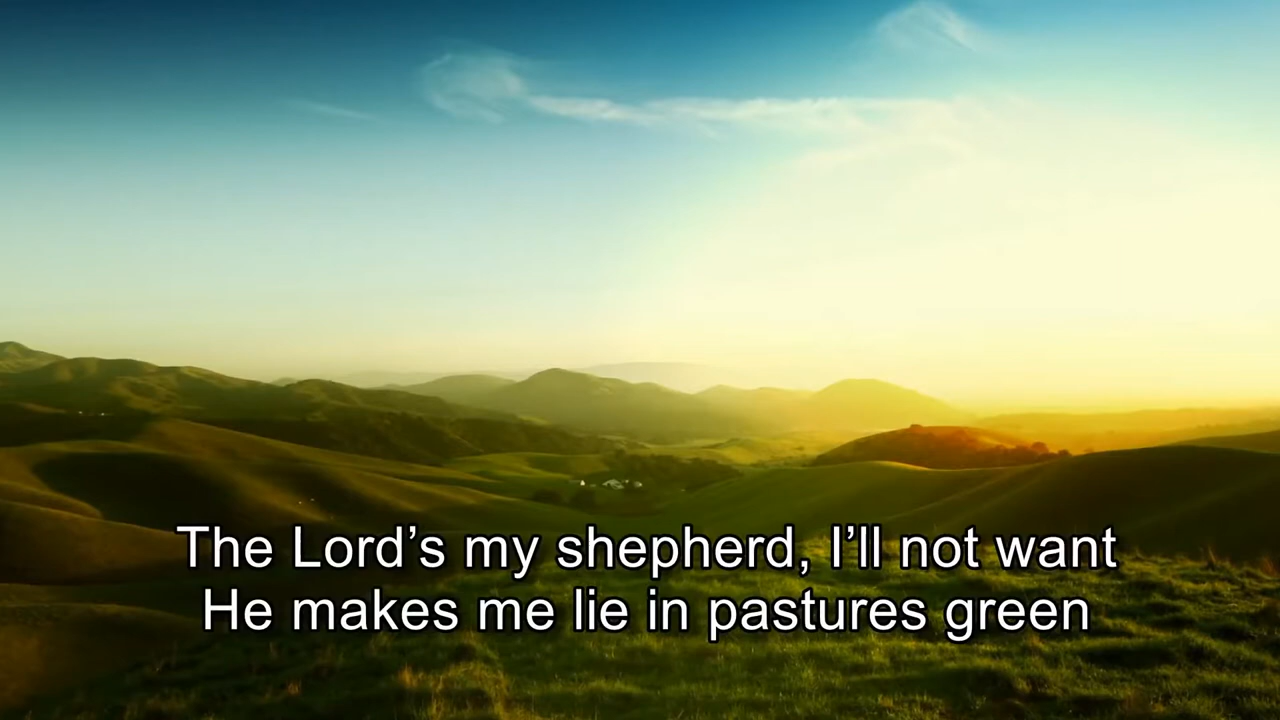 The Lord’s my shepherd, I’ll not want
He makes me lie in pastures green